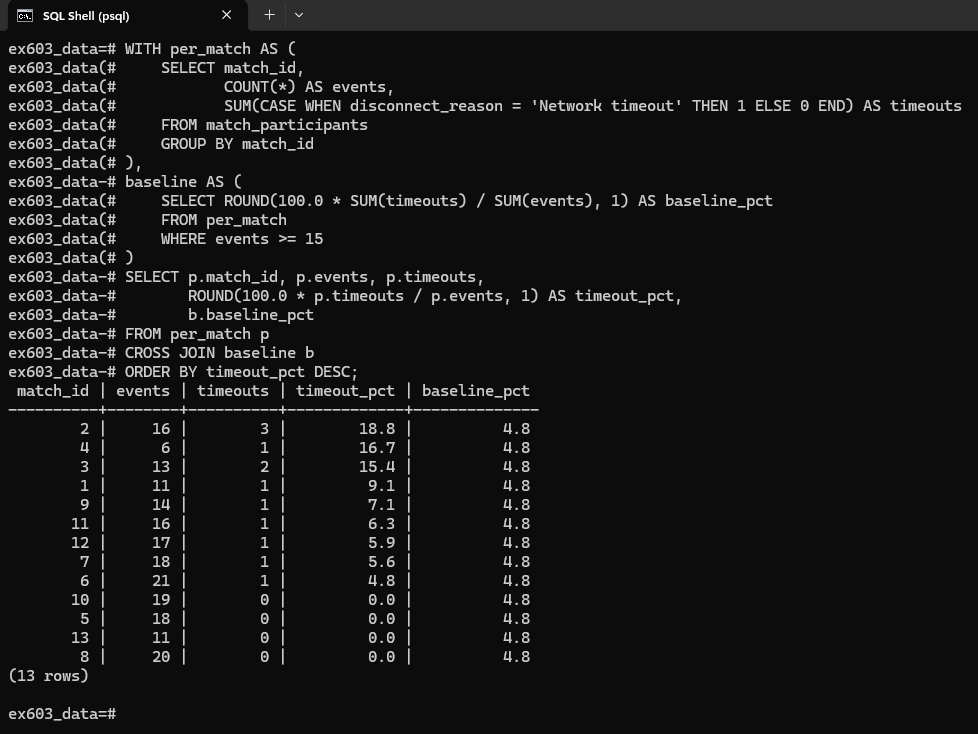 SQL Shell (psql)
ex603_data=# WITH per_match AS (
ex603_data(#     SELECT match_id,
ex603_data(#            COUNT(*) AS events,
ex603_data(#            SUM(CASE WHEN disconnect_reason = 'Network timeout' THEN 1 ELSE 0 END) AS timeouts
ex603_data(#     FROM match_participants
ex603_data(#     GROUP BY match_id
ex603_data(# ),
ex603_data-# baseline AS (
ex603_data(#     SELECT ROUND(100.0 * SUM(timeouts) / SUM(events), 1) AS baseline_pct
ex603_data(#     FROM per_match
ex603_data(#     WHERE events >= 15
ex603_data(# )
ex603_data-# SELECT p.match_id, p.events, p.timeouts,
ex603_data-#        ROUND(100.0 * p.timeouts / p.events, 1) AS timeout_pct,
ex603_data-#        b.baseline_pct
ex603_data-# FROM per_match p
ex603_data-# CROSS JOIN baseline b
ex603_data-# ORDER BY timeout_pct DESC;
 match_id | events | timeouts | timeout_pct | baseline_pct
----------+--------+----------+-------------+--------------
        2 |     16 |        3 |        18.8 |          4.8
        4 |      6 |        1 |        16.7 |          4.8
        3 |     13 |        2 |        15.4 |          4.8
        1 |     11 |        1 |         9.1 |          4.8
        9 |     14 |        1 |         7.1 |          4.8
       11 |     16 |        1 |         6.3 |          4.8
       12 |     17 |        1 |         5.9 |          4.8
        7 |     18 |        1 |         5.6 |          4.8
        6 |     21 |        1 |         4.8 |          4.8
       10 |     19 |        0 |         0.0 |          4.8
        5 |     18 |        0 |         0.0 |          4.8
       13 |     11 |        0 |         0.0 |          4.8
        8 |     20 |        0 |         0.0 |          4.8
(13 rows)
ex603_data=#